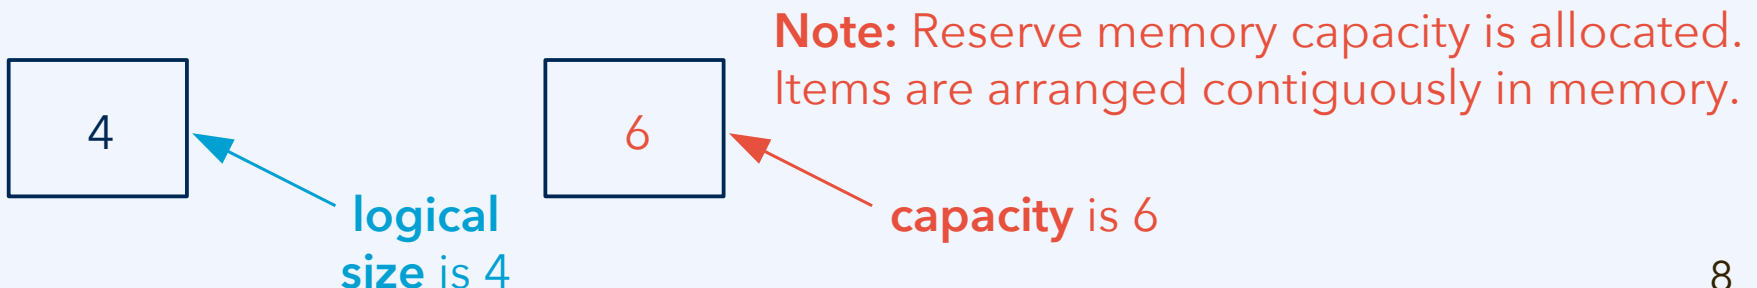 Note: Reserve memory capacity is allocated.
Items are arranged contiguously in memory.
4
6
logical
size is 4
capacity is 6
8